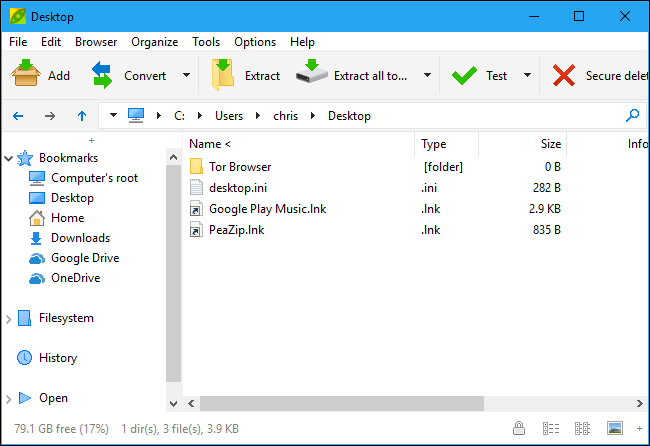 Desktop
File Edit Browser Organize Tools Options Help
Add Convert Extract Extract all to... Test Secure delet
C: Users chris Desktop
Name < Type Size Info
Bookmarks
Computer's root
Desktop
Home
Downloads
Google Drive
OneDrive
Filesystem
History
Open
Tor Browser [folder] 0 B
desktop.ini .ini 282 B
Google Play Music.lnk .lnk 2.9 KB
PeaZip.lnk .lnk 835 B
79.1 GB free (17%) 1 dir(s), 3 file(s), 3.9 KB